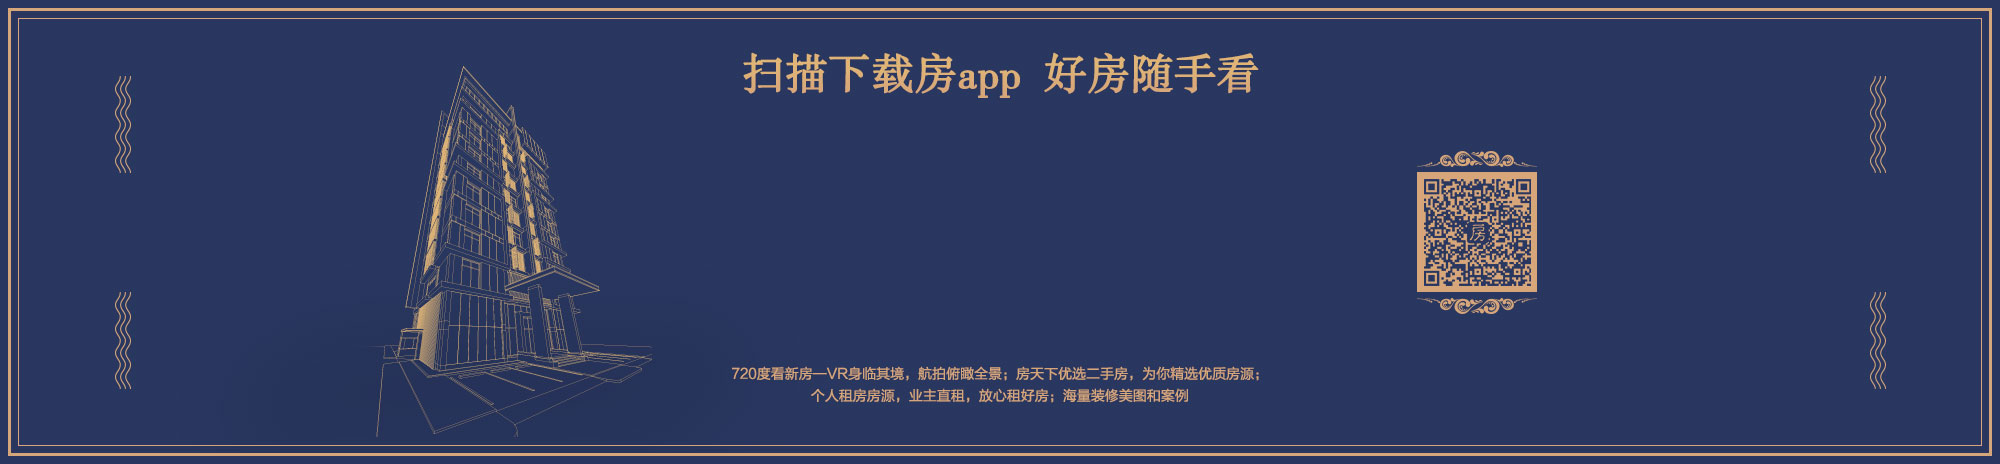 扫描下载房app 好房随手看
房
720度看新房—VR身临其境，航拍俯瞰全景；房天下优选二手房，为你精选优质房源；
个人租房房源，业主直租，放心租好房；海量装修美图和案例